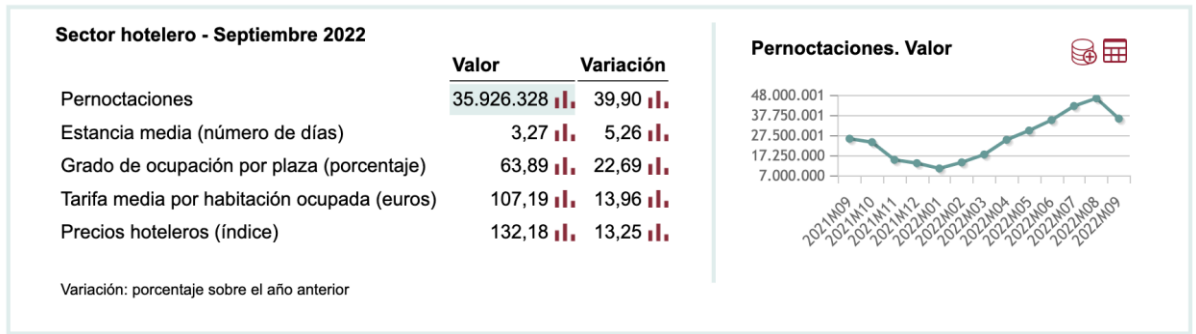 Sector hotelero - Septiembre 2022
Valor Variación
Pernoctaciones 35.926.328 39,90
Estancia media (número de días) 3,27 5,26
Grado de ocupación por plaza (porcentaje) 63,89 22,69
Tarifa media por habitación ocupada (euros) 107,19 13,96
Precios hoteleros (índice) 132,18 13,25
Variación: porcentaje sobre el año anterior
Pernoctaciones. Valor
48.000.001
37.750.001
27.500.001
17.250.000
7.000.000
2021M09
2021M10
2021M11
2021M12
2022M01
2022M02
2022M03
2022M04
2022M05
2022M06
2022M07
2022M08
2022M09